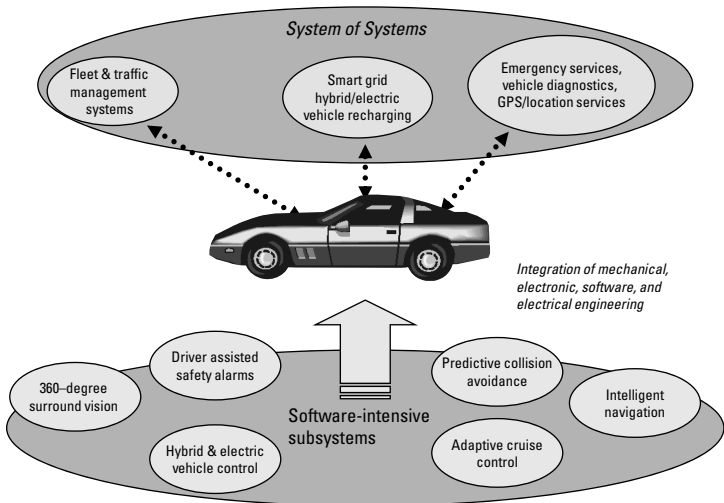 System of Systems
Fleet & traffic
management
systems
Smart grid
hybrid/electric
vehicle recharging
Emergency services,
vehicle diagnostics,
GPS/location services
Integration of mechanical,
electronic, software, and
electrical engineering
360–degree
surround vision
Driver assisted
safety alarms
Hybrid & electric
vehicle control
Software-intensive
subsystems
Predictive collision
avoidance
Adaptive cruise
control
Intelligent
navigation